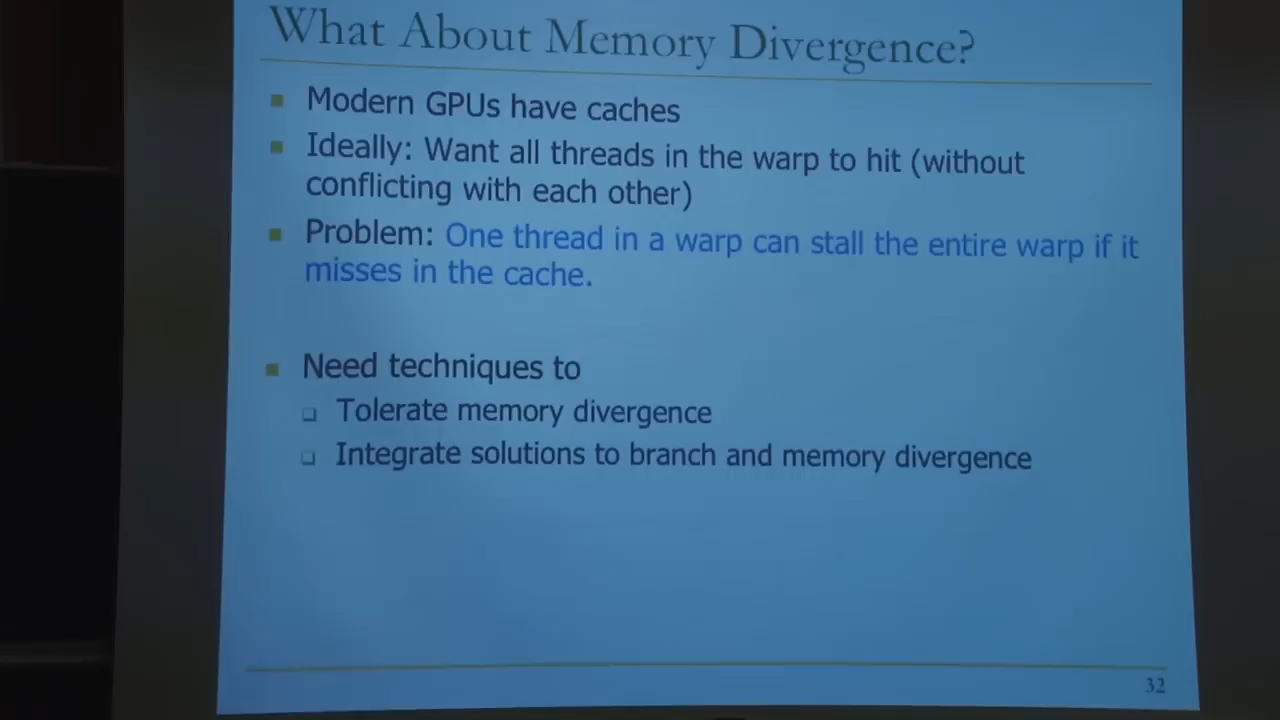 What About Memory Divergence?
Modern GPUs have caches
Ideally: Want all threads in the warp to hit (without
conflicting with each other)
Problem: One thread in a warp can stall the entire warp if it
misses in the cache.
Need techniques to
Tolerate memory divergence
Integrate solutions to branch and memory divergence
32